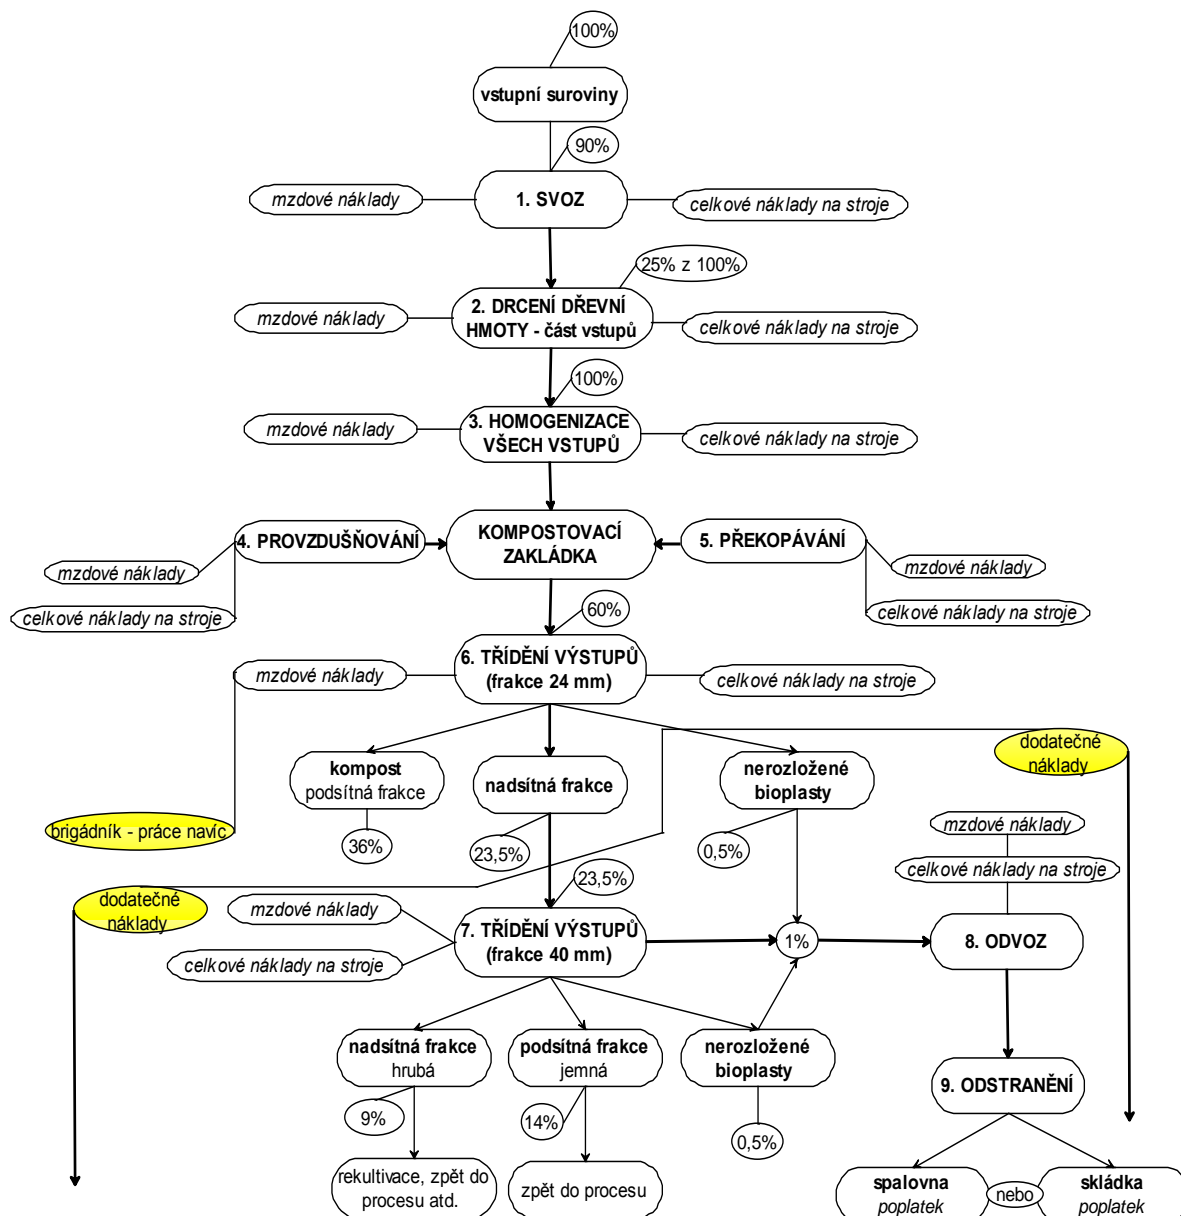 100%
vstupní suroviny
90%
mzdové náklady
1. SVOZ
celkové náklady na stroje
25% z 100%
mzdové náklady
2. DRCENÍ DŘEVNÍ
HMOTY - část vstupů
celkové náklady na stroje
100%
mzdové náklady
3. HOMOGENIZACE
VŠECH VSTUPŮ
celkové náklady na stroje
4. PROVZDUŠŇOVÁNÍ
KOMPOSTOVACÍ
ZAKLÁDKA
5. PŘEKOPÁVÁNÍ
mzdové náklady
mzdové náklady
celkové náklady na stroje
celkové náklady na stroje
60%
mzdové náklady
6. TŘÍDĚNÍ VÝSTUPŮ
(frakce 24 mm)
celkové náklady na stroje
dodatečné
náklady
kompost
podsítná frakce
nadsítná frakce
nerozložené
bioplasty
brigádník - práce navíc
36%
23,5%
0,5%
mzdové náklady
celkové náklady na stroje
23,5%
dodatečné
náklady
mzdové náklady
celkové náklady na stroje
7. TŘÍDĚNÍ VÝSTUPŮ
(frakce 40 mm)
1%
8. ODVOZ
nadsítná frakce
hrubá
podsítná frakce
jemná
nerozložené
bioplasty
9. ODSTRANĚNÍ
9%
14%
0,5%
rekultivace, zpět do
procesu atd.
zpět do procesu
spalovna
poplatek
nebo
skládka
poplatek